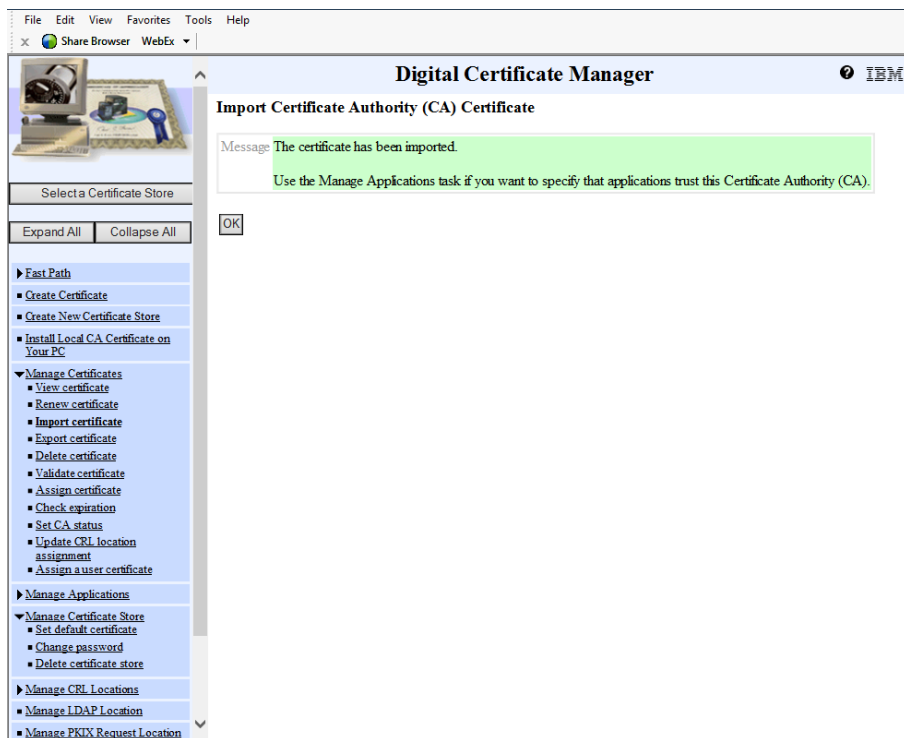 File Edit View Favorites Tools Help
x Share Browser WebEx
Digital Certificate Manager
? IBM
Import Certificate Authority (CA) Certificate
Message The certificate has been imported.
Use the Manage Applications task if you want to specify that applications trust this Certificate Authority (CA).
OK
Select a Certificate Store
Expand All Collapse All
Fast Path
Create Certificate
Create New Certificate Store
Install Local CA Certificate on
Your PC
Manage Certificates
View certificate
Renew certificate
Import certificate
Export certificate
Delete certificate
Validate certificate
Assign certificate
Check expiration
Set CA status
Update CRL location
assignment
Assign a user certificate
Manage Applications
Manage Certificate Store
Set default certificate
Change password
Delete certificate store
Manage CRL Locations
Manage LDAP Location
Manage PKIX Request Location